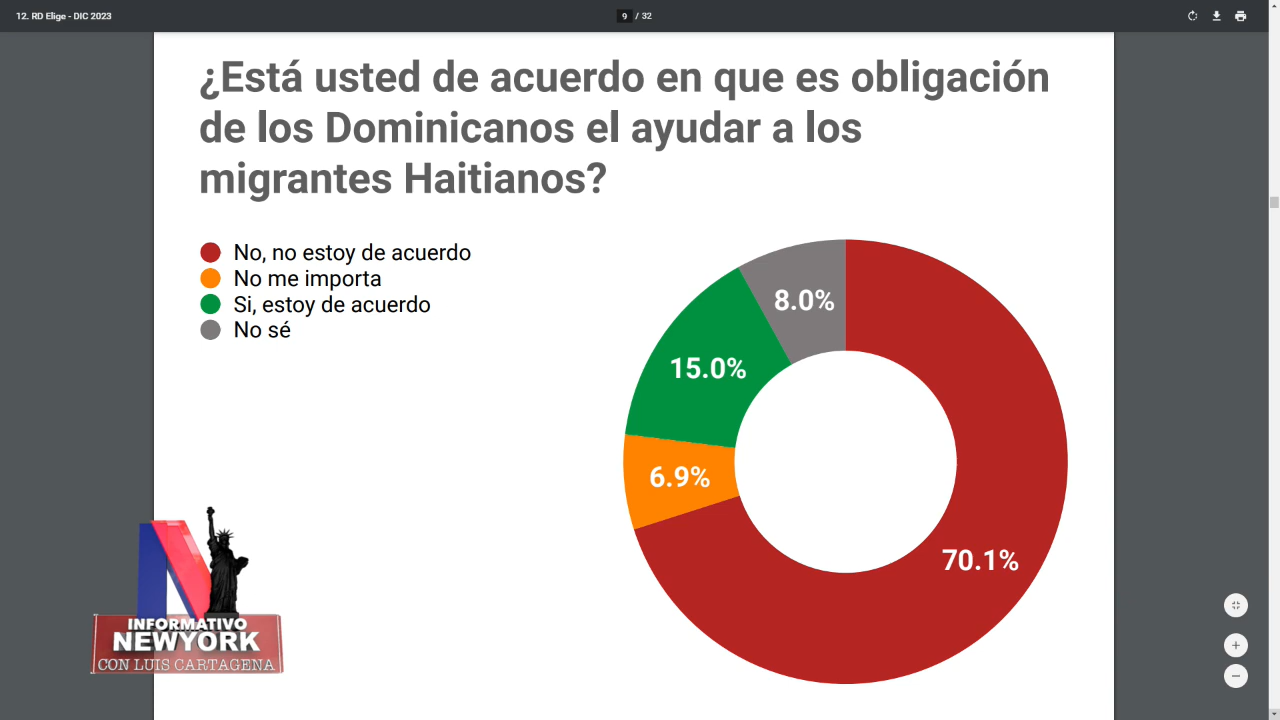 12. RD Elige - DIC 2023
9 / 32
¿Está usted de acuerdo en que es obligación
de los Dominicanos el ayudar a los
migrantes Haitianos?
No, no estoy de acuerdo
No me importa
Si, estoy de acuerdo
No sé
8.0%
15.0%
6.9%
70.1%
N
INFORMATIVO
NEWYORK
CON LUIS CARTAGENA